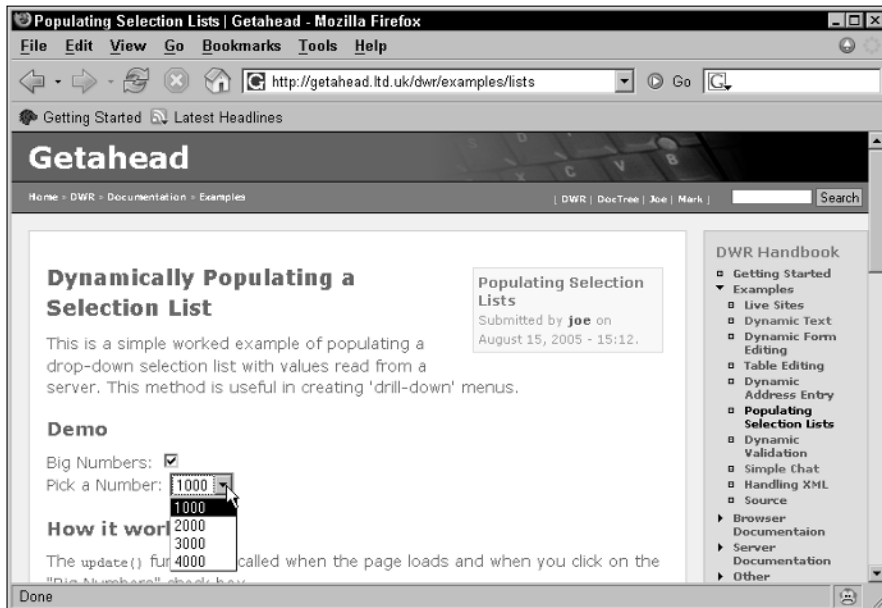 Populating Selection Lists | Getahead - Mozilla Firefox
File Edit View Go Bookmarks Tools Help
http://getahead.ltd.uk/dwr/examples/lists Go G
Getting Started Latest Headlines
Getahead
Home » DWR » Documentation » Examples
[ DWR | DocTree | Joe | Mark ] Search
Dynamically Populating a
Selection List
This is a simple worked example of populating a
drop-down selection list with values read from a
server. This method is useful in creating 'drill-down' menus.
Populating Selection
Lists
Submitted by joe on
August 15, 2005 - 15:12.
Demo
Big Numbers:
Pick a Number: 1000
1000
2000
3000
4000
How it wor
The update() fu called when the page loads and when you click on the
"Big Numbers" check box
DWR Handbook
Getting Started
Examples
Live Sites
Dynamic Text
Dynamic Form
Editing
Table Editing
Dynamic
Address Entry
Populating
Selection Lists
Dynamic
Validation
Simple Chat
Handling XML
Source
Browser
Documentaion
Server
Documentation
Other
Done